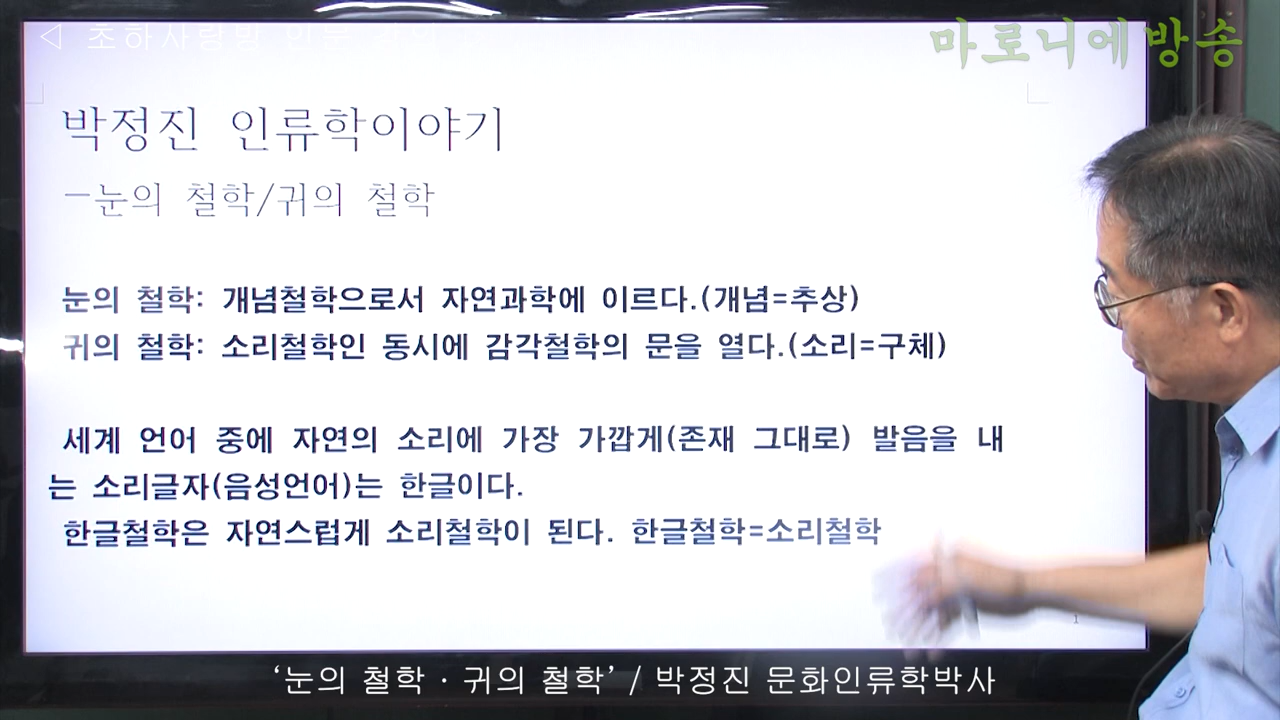 ◁ 초하사랑방 인문
마로니에방송
박정진 인류학이야기
-눈의 철학/귀의 철학
눈의 철학: 개념철학으로서 자연과학에 이르다.(개념=추상)
귀의 철학: 소리철학인 동시에 감각철학의 문을 열다.(소리=구체)
세계 언어 중에 자연의 소리에 가장 가깝게(존재 그대로) 발음을 내
는 소리글자(음성언어)는 한글이다.
한글철학은 자연스럽게 소리철학이 된다. 한글철학=소리철학
1
‘눈의 철학 · 귀의 철학’ / 박정진 문화인류학박사